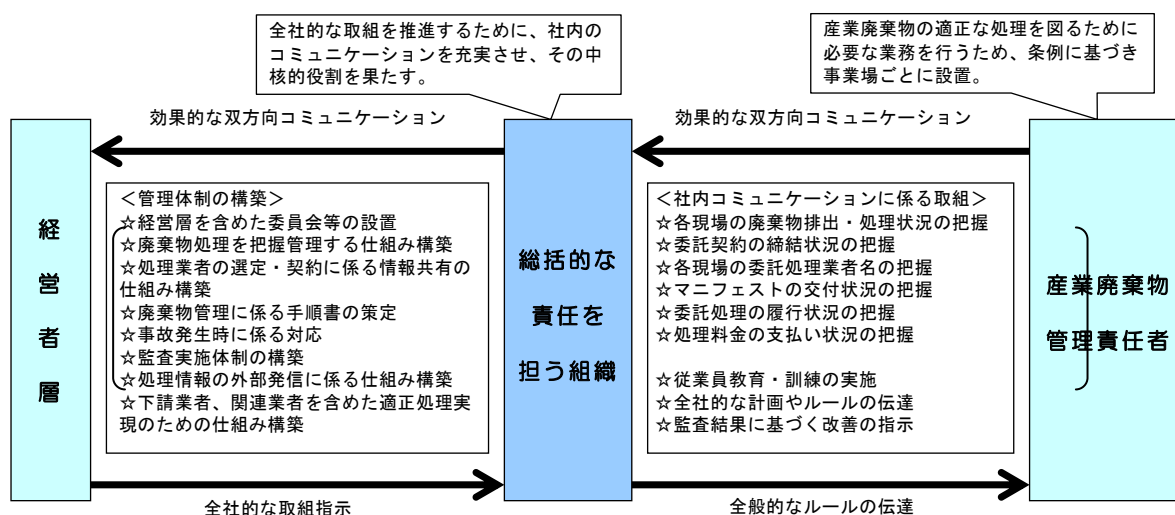 全社的な取組を推進するために、社内の
コミュニケーションを充実させ、その中
核的役割を果たす。
産業廃棄物の適正な処理を図るために
必要な業務を行うため、条例に基づき
事業場ごとに設置。
効果的な双方向コミュニケーション
効果的な双方向コミュニケーション
経営者層
＜管理体制の構築＞
☆経営層を含めた委員会等の設置
☆廃棄物処理を把握管理する仕組み構築
☆処理業者の選定・契約に係る情報共有の
仕組み構築
☆廃棄物管理に係る手順書の策定
☆事故発生時に係る対応
☆監査実施体制の構築
☆処理情報の外部発信に係る仕組み構築
☆下請業者、関連業者を含めた適正処理実
現のための仕組み構築
総括的な
責任を
担う組織
＜社内コミュニケーションに係る取組＞
☆各現場の廃棄物排出・処理状況の把握
☆委託契約の締結状況の把握
☆各現場の委託処理業者名の把握
☆マニフェストの交付状況の把握
☆委託処理の履行状況の把握
☆処理料金の支払い状況の把握
☆従業員教育・訓練の実施
☆全社的な計画やルールの伝達
☆監査結果に基づく改善の指示
産業廃棄物
管理責任者
全社的な取組指示
全般的なルールの伝達